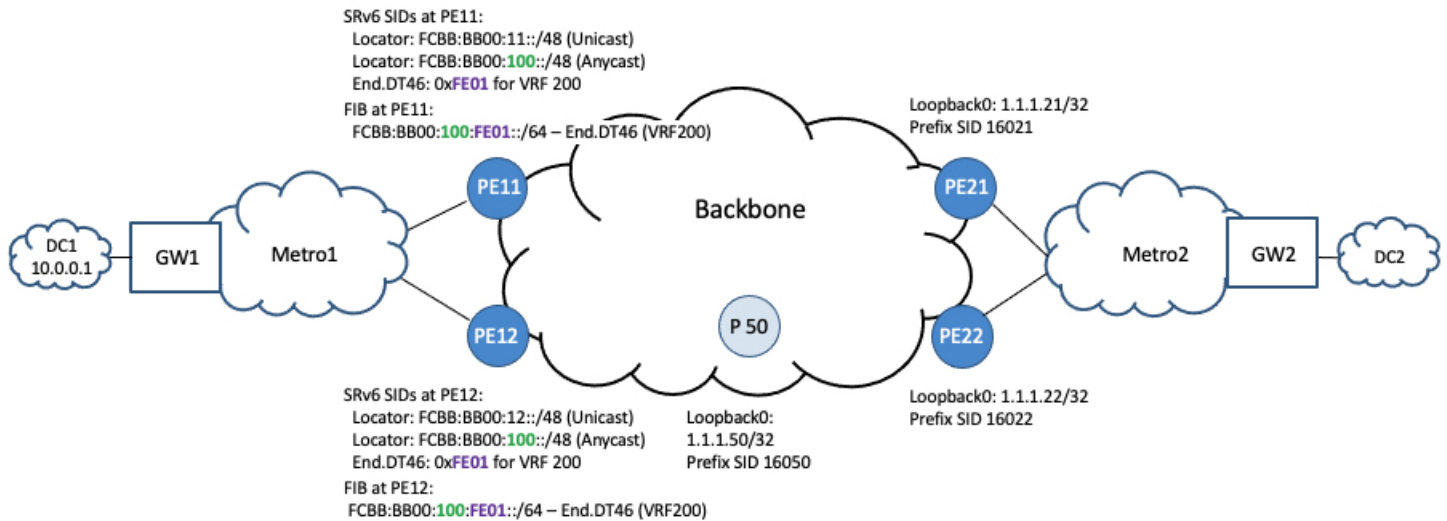 SRv6 SIDs at PE11:
Locator: FCBB:BB00:11::/48 (Unicast)
Locator: FCBB:BB00:100::/48 (Anycast)
End.DT46: 0xFE01 for VRF 200
FIB at PE11:
FCBB:BB00:100:FE01::/64 – End.DT46 (VRF200)
Loopback0: 1.1.1.21/32
Prefix SID 16021
PE11
PE21
Backbone
DC1
10.0.0.1
GW1
Metro1
Metro2
GW2
DC2
PE12
P 50
PE22
SRv6 SIDs at PE12:
Locator: FCBB:BB00:12::/48 (Unicast)
Locator: FCBB:BB00:100::/48 (Anycast)
End.DT46: 0xFE01 for VRF 200
FIB at PE12:
FCBB:BB00:100:FE01::/64 – End.DT46 (VRF200)
Loopback0:
1.1.1.50/32
Prefix SID 16050
Loopback0: 1.1.1.22/32
Prefix SID 16022